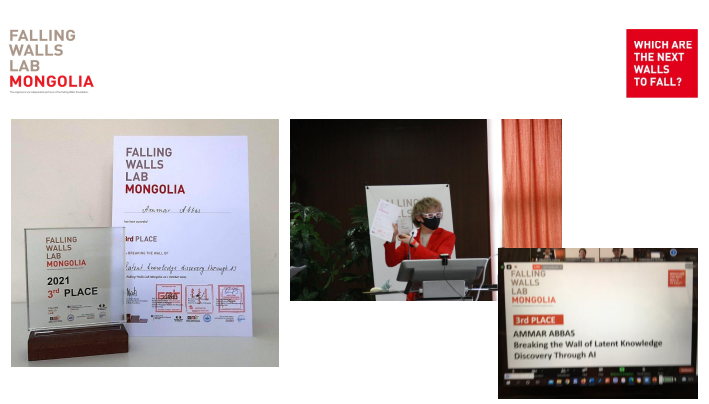 FALLING
WALLS
LAB
MONGOLIA
WHICH ARE
THE NEXT
WALLS
TO FALL?
FALLING
WALLS
LAB
MONGOLIA
Ammar Abbas
3rd PLACE
BREAKING THE WALL OF
Latent Knowledge discovery through AI
FALLING
WALLS
LAB
MONGOLIA
2021
3rd PLACE
FALLING
WALLS
LAB
MONGOLIA
3rd PLACE
AMMAR ABBAS
Breaking the Wall of Latent Knowledge
Discovery Through AI